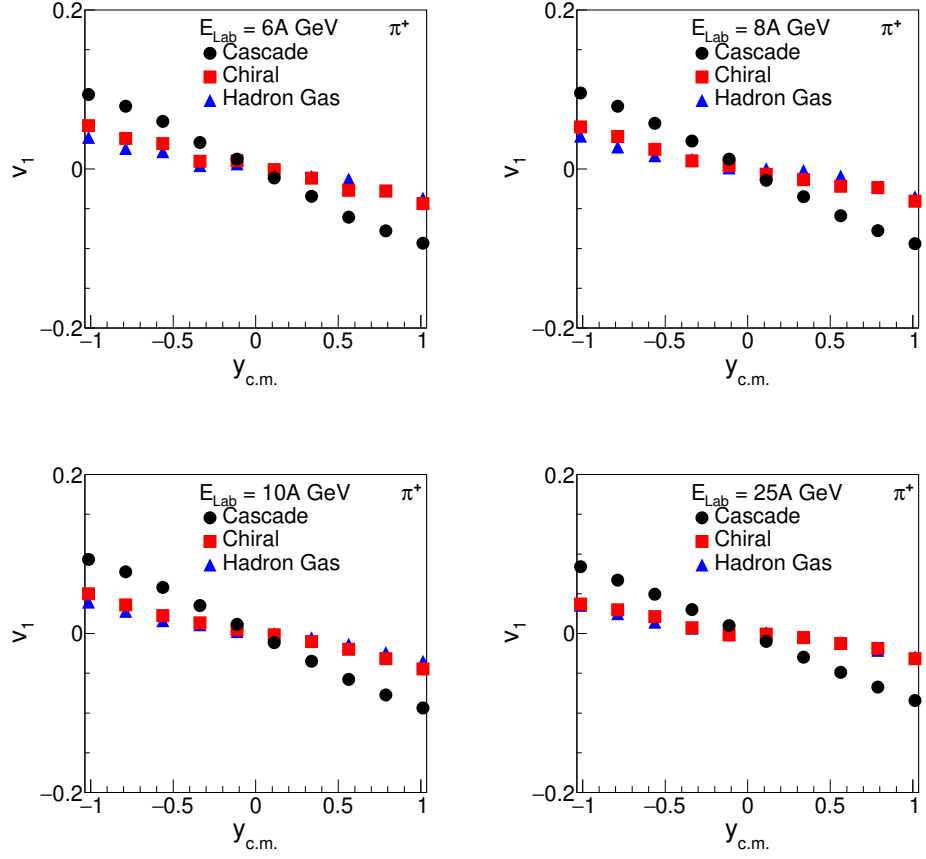 0.2
E_Lab = 6A GeV π⁺
Cascade
Chiral
Hadron Gas
v₁
0
−0.2
−1 −0.5 0 0.5 1
y_c.m.
0.2
E_Lab = 8A GeV π⁺
Cascade
Chiral
Hadron Gas
v₁
0
−0.2
−1 −0.5 0 0.5 1
y_c.m.
0.2
E_Lab = 10A GeV π⁺
Cascade
Chiral
Hadron Gas
v₁
0
−0.2
−1 −0.5 0 0.5 1
y_c.m.
0.2
E_Lab = 25A GeV π⁺
Cascade
Chiral
Hadron Gas
v₁
0
−0.2
−1 −0.5 0 0.5 1
y_c.m.